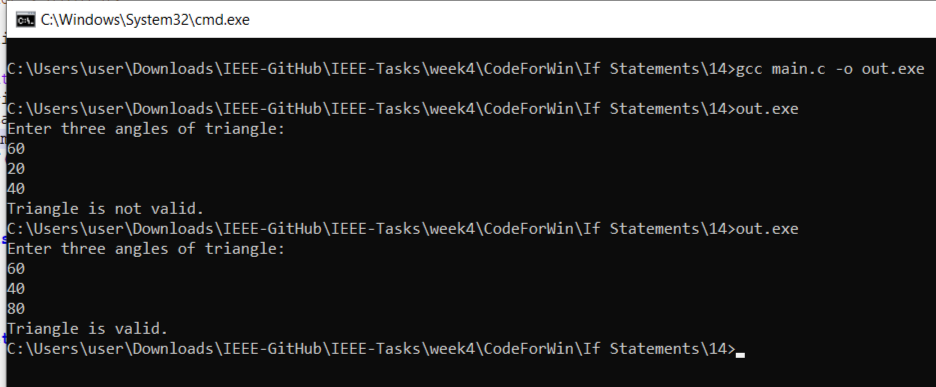 C:\Windows\System32\cmd.exe
C:\Users\user\Downloads\IEEE-GitHub\IEEE-Tasks\week4\CodeForWin\If Statements\14>gcc main.c -o out.exe
C:\Users\user\Downloads\IEEE-GitHub\IEEE-Tasks\week4\CodeForWin\If Statements\14>out.exe
Enter three angles of triangle:
60
20
40
Triangle is not valid.
C:\Users\user\Downloads\IEEE-GitHub\IEEE-Tasks\week4\CodeForWin\If Statements\14>out.exe
Enter three angles of triangle:
60
40
80
Triangle is valid.
C:\Users\user\Downloads\IEEE-GitHub\IEEE-Tasks\week4\CodeForWin\If Statements\14>